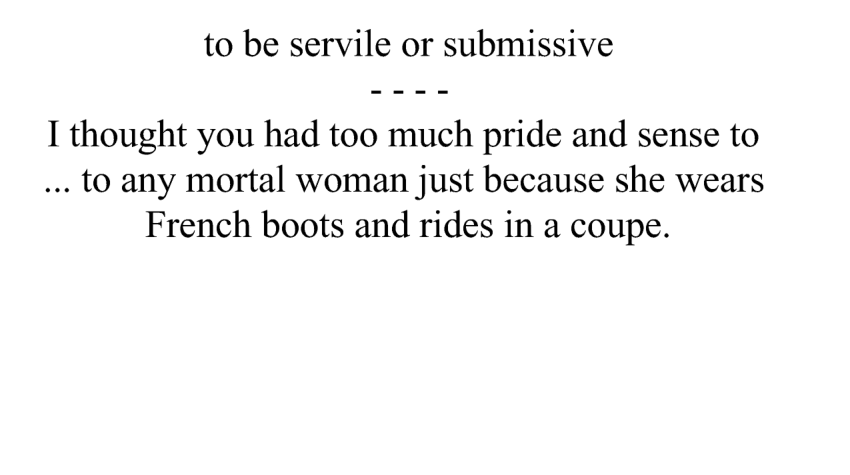 to be servile or submissive
- - - -
I thought you had too much pride and sense to
... to any mortal woman just because she wears
French boots and rides in a coupe.